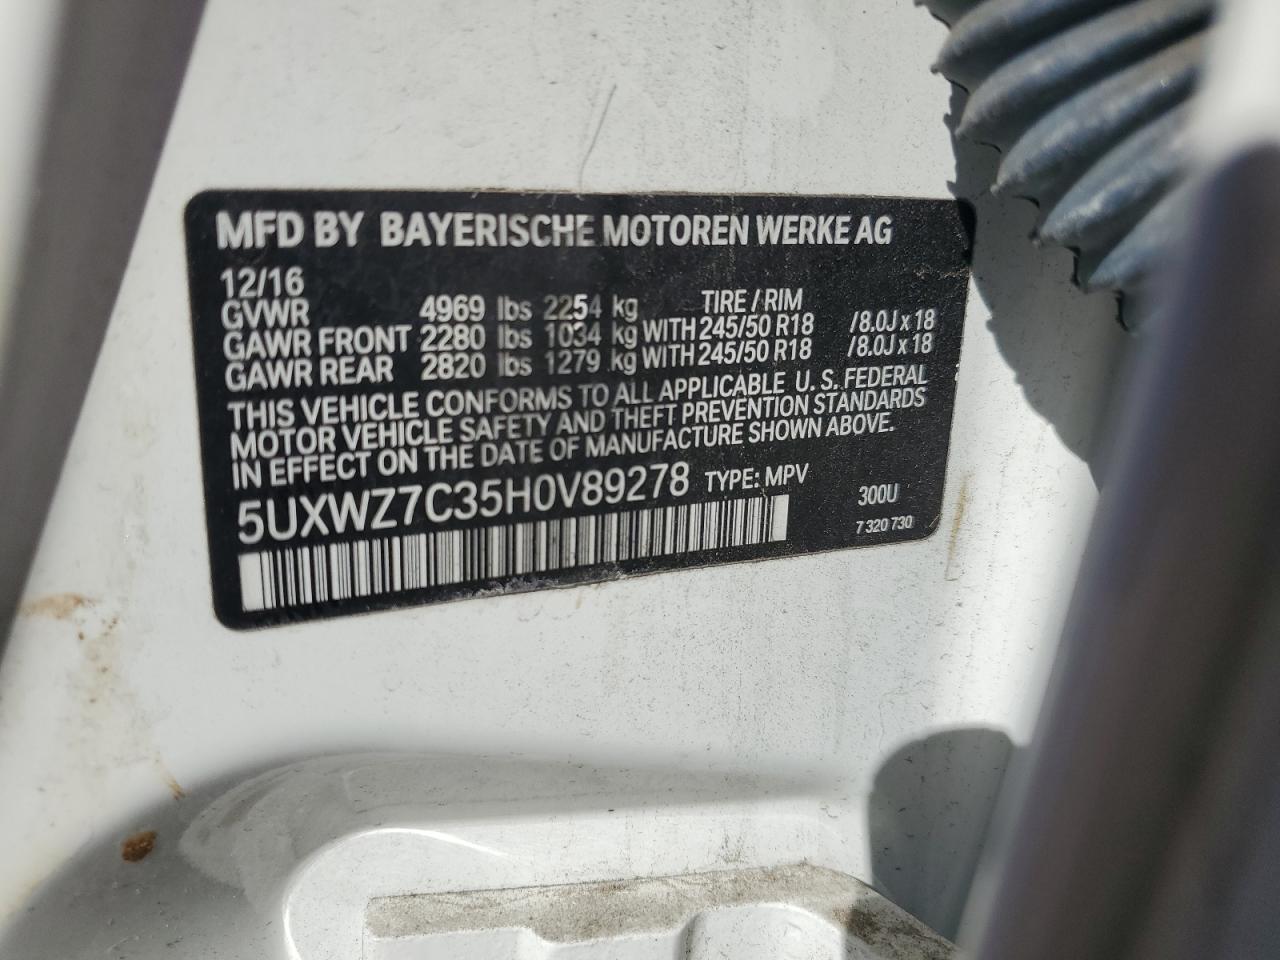 MFD BY BAYERISCHE MOTOREN WERKE AG
12/16
GVWR 4969 lbs 2254 kg TIRE / RIM
GAWR FRONT 2280 lbs 1034 kg WITH 245/50 R18 /8.0J x 18
GAWR REAR 2820 lbs 1279 kg WITH 245/50 R18 /8.0J x 18
THIS VEHICLE CONFORMS TO ALL APPLICABLE U. S. FEDERAL
MOTOR VEHICLE SAFETY AND THEFT PREVENTION STANDARDS
IN EFFECT ON THE DATE OF MANUFACTURE SHOWN ABOVE.
5UXWZ7C35H0V89278 TYPE: MPV
300U
7 320 730